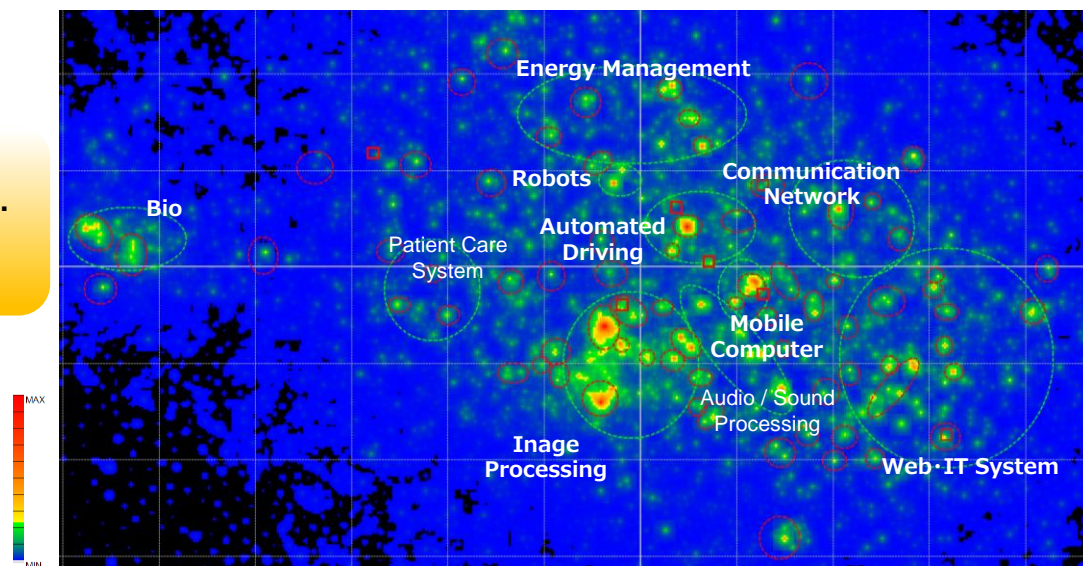 Energy Management
Communication
Network
Robots
Bio
Automated
Driving
Patient Care
System
.
Mobile
Computer
Audio / Sound
Processing
Inage
Processing
Web・IT System
MAX
MIN